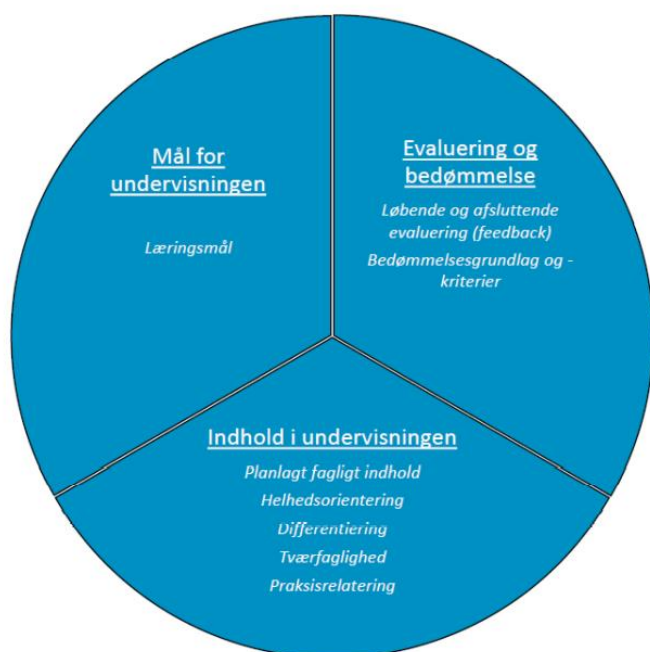 Mål for
undervisningen
Læringsmål
Evaluering og
bedømmelse
Løbende og afsluttende
evaluering (feedback)
Bedømmelsesgrundlag og -
kriterier
Indhold i undervisningen
Planlagt fagligt indhold
Helhedsorientering
Differentiering
Tværfaglighed
Praksisrelatering